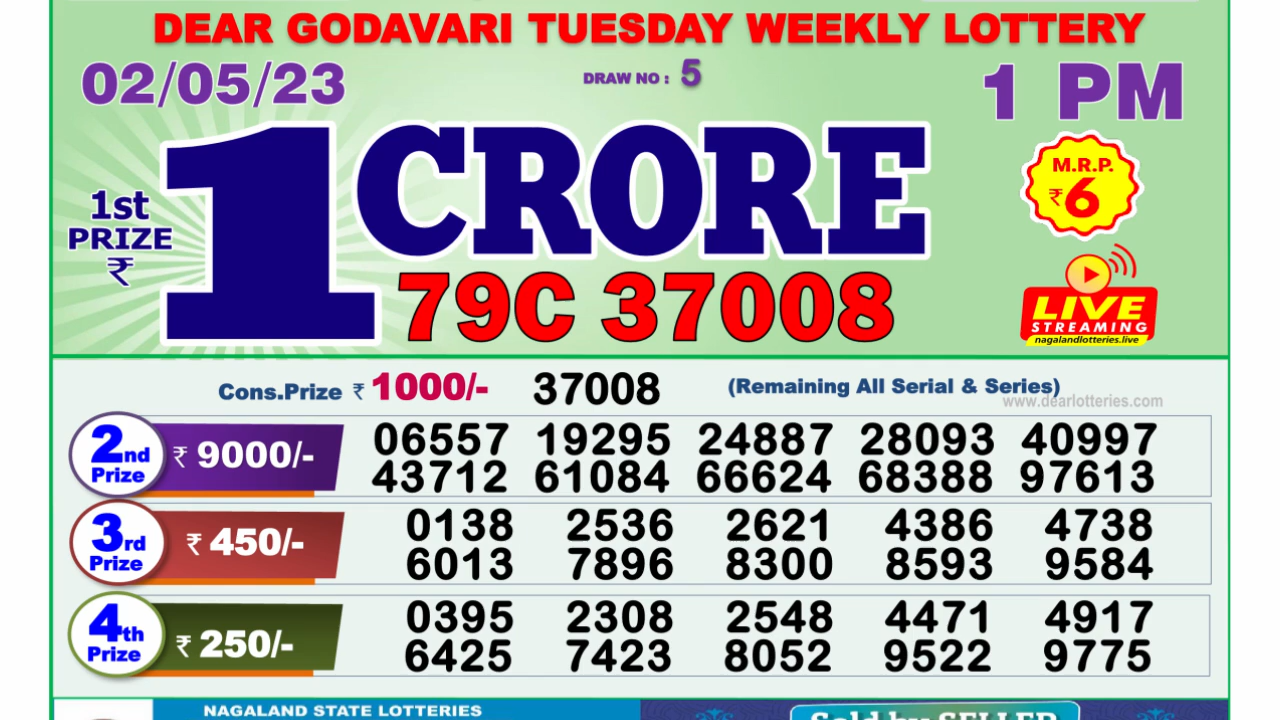 DEAR GODAVARI TUESDAY WEEKLY LOTTERY
02/05/23
DRAW NO : 5
1 PM
1st
PRIZE
₹
1 CRORE
M.R.P.
₹6
79C 37008
LIVE
STREAMING
nagalandlotteries.live
Cons.Prize ₹ 1000/- 37008 (Remaining All Serial & Series)
www.dearlotteries.com
2nd
Prize
₹ 9000/-
06557 19295 24887 28093 40997
43712 61084 66624 68388 97613
3rd
Prize
₹ 450/-
0138 2536 2621 4386 4738
6013 7896 8300 8593 9584
4th
Prize
₹ 250/-
0395 2308 2548 4471 4917
6425 7423 8052 9522 9775
NAGALAND STATE LOTTERIES
Sold by SELLER